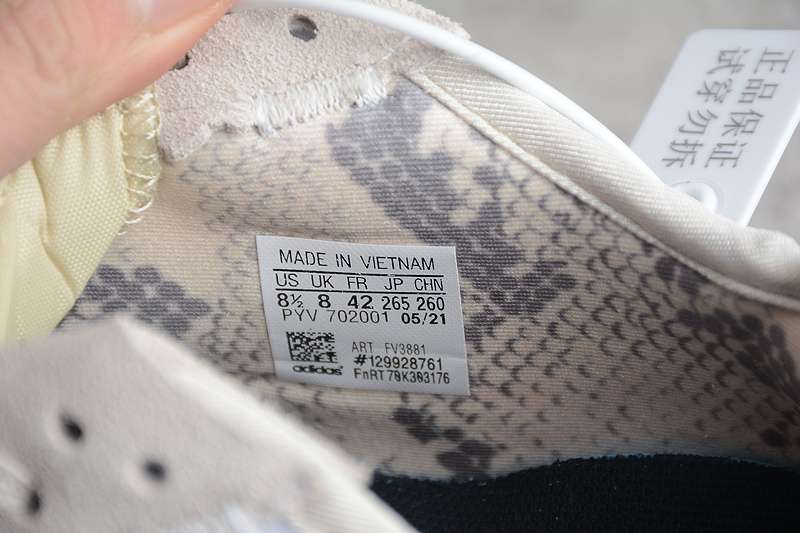 MADE IN VIETNAM
US UK FR JP CHN
8½ 8 42 265 260
PYV 702001 05/21
ART FV3881
#129928761
adidas FnRT70K303176
正品保证
试穿勿拆